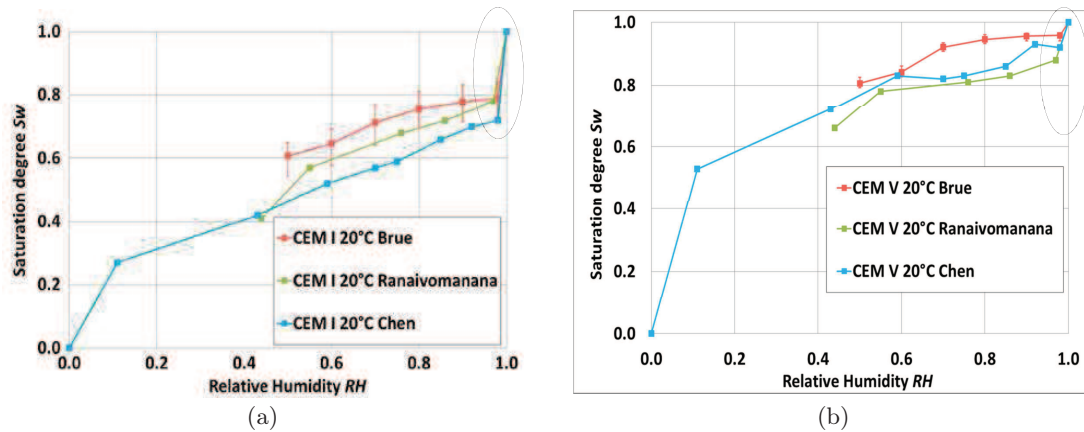 1.0
0.8
0.6
0.4
0.2
0.0
Saturation degree Sw
0.0 0.2 0.4 0.6 0.8 1.0
Relative Humidity RH
CEM I 20°C Brue
CEM I 20°C Ranaivomanana
CEM I 20°C Chen
(a)
1.0
0.8
0.6
0.4
0.2
0.0
Saturation degree Sw
0.0 0.2 0.4 0.6 0.8 1.0
Relative Humidity RH
CEM V 20°C Brue
CEM V 20°C Ranaivomanana
CEM V 20°C Chen
(b)